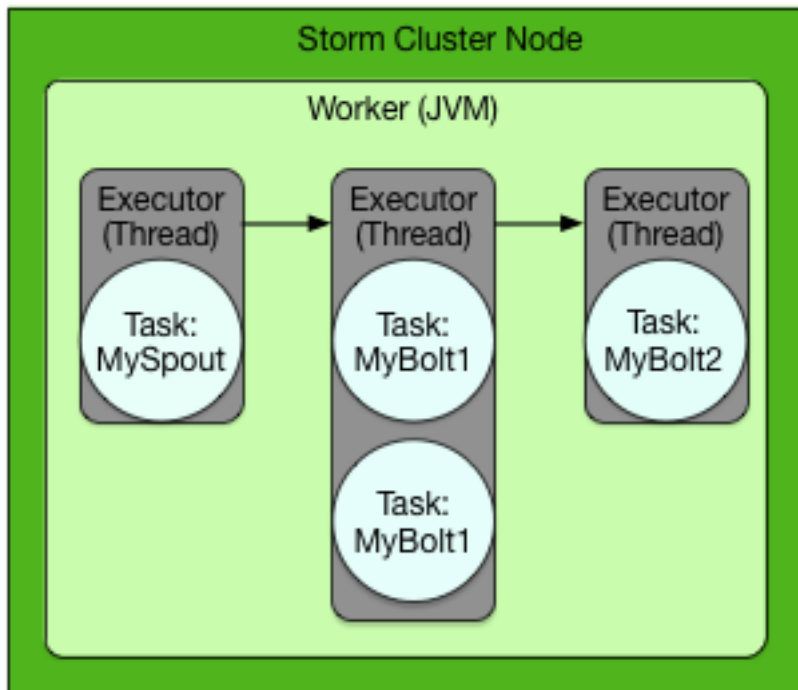 Storm Cluster Node
Worker (JVM)
Executor
(Thread)
Task:
MySpout
Executor
(Thread)
Task:
MyBolt1
Task:
MyBolt1
Executor
(Thread)
Task:
MyBolt2